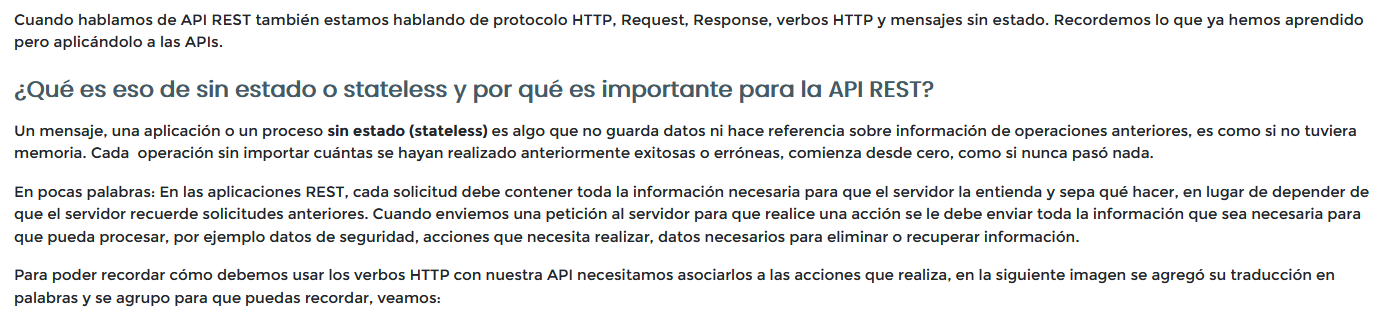 Cuando hablamos de API REST también estamos hablando de protocolo HTTP, Request, Response, verbos HTTP y mensajes sin estado. Recordemos lo que ya hemos aprendido
pero aplicándolo a las APIs.
¿Qué es eso de sin estado o stateless y por qué es importante para la API REST?
Un mensaje, una aplicación o un proceso sin estado (stateless) es algo que no guarda datos ni hace referencia sobre información de operaciones anteriores, es como si no tuviera
memoria. Cada operación sin importar cuántas se hayan realizado anteriormente exitosas o erróneas, comienza desde cero, como si nunca pasó nada.
En pocas palabras: En las aplicaciones REST, cada solicitud debe contener toda la información necesaria para que el servidor la entienda y sepa qué hacer, en lugar de depender de
que el servidor recuerde solicitudes anteriores. Cuando enviemos una petición al servidor para que realice una acción se le debe enviar toda la información que sea necesaria para
que pueda procesar, por ejemplo datos de seguridad, acciones que necesita realizar, datos necesarios para eliminar o recuperar información.
Para poder recordar cómo debemos usar los verbos HTTP con nuestra API necesitamos asociarlos a las acciones que realiza, en la siguiente imagen se agregó su traducción en
palabras y se agrupo para que puedas recordar, veamos: